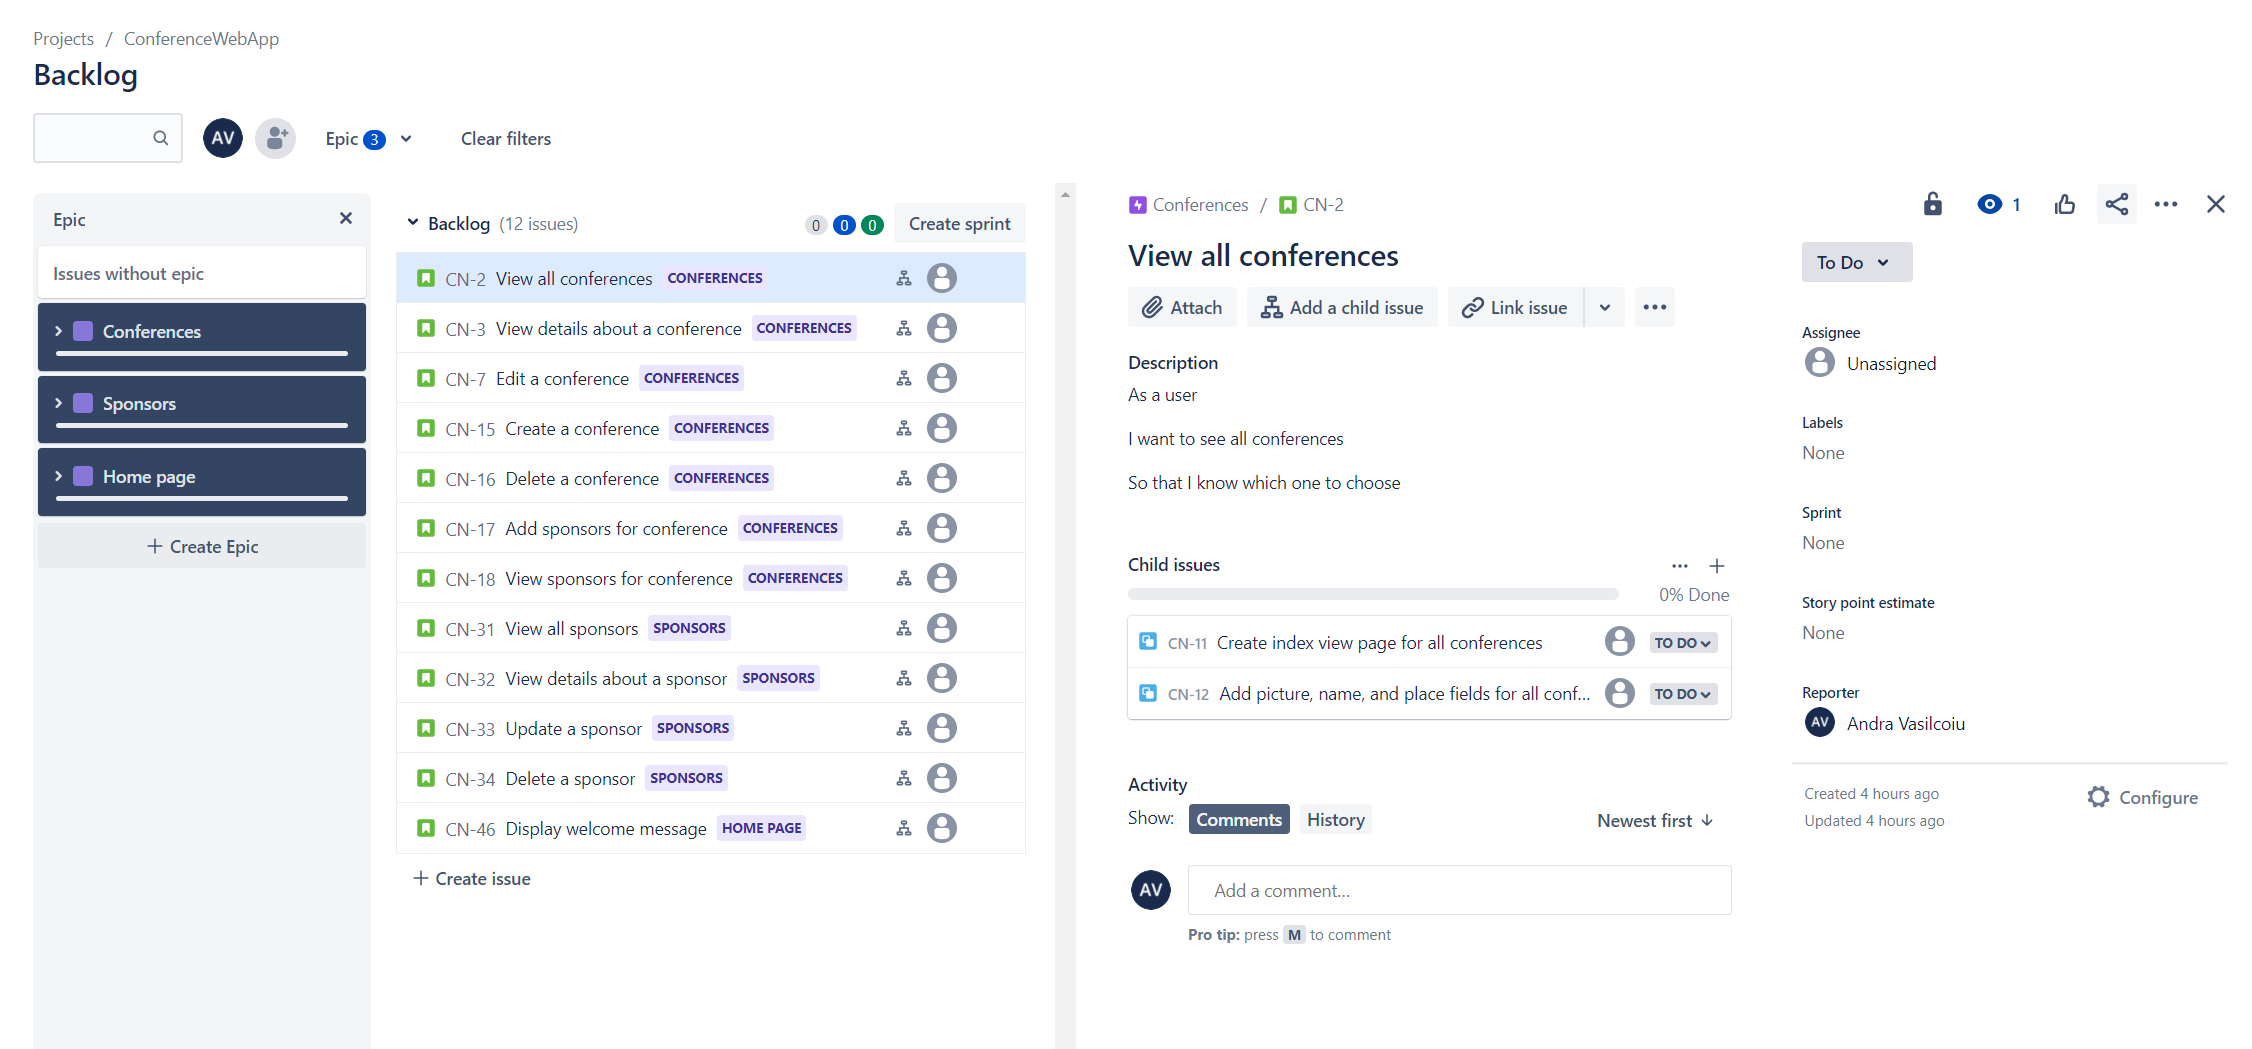 Projects / ConferenceWebApp
Backlog
AV Epic 3 Clear filters
Epic
Issues without epic
Conferences
Sponsors
Home page
Create Epic
Backlog (12 issues) 0 0 0 Create sprint
CN-2 View all conferences CONFERENCES
CN-3 View details about a conference CONFERENCES
CN-7 Edit a conference CONFERENCES
CN-15 Create a conference CONFERENCES
CN-16 Delete a conference CONFERENCES
CN-17 Add sponsors for conference CONFERENCES
CN-18 View sponsors for conference CONFERENCES
CN-31 View all sponsors SPONSORS
CN-32 View details about a sponsor SPONSORS
CN-33 Update a sponsor SPONSORS
CN-34 Delete a sponsor SPONSORS
CN-46 Display welcome message HOME PAGE
Create issue
Conferences / CN-2
1
View all conferences
Attach Add a child issue Link issue
Description
As a user
I want to see all conferences
So that I know which one to choose
Child issues
0% Done
CN-11 Create index view page for all conferences TO DO
CN-12 Add picture, name, and place fields for all conf... TO DO
Activity
Show: Comments History Newest first
AV Add a comment...
Pro tip: press M to comment
To Do
Assignee
Unassigned
Labels
None
Sprint
None
Story point estimate
None
Reporter
AV Andra Vasilcoiu
Created 4 hours ago
Updated 4 hours ago
Configure